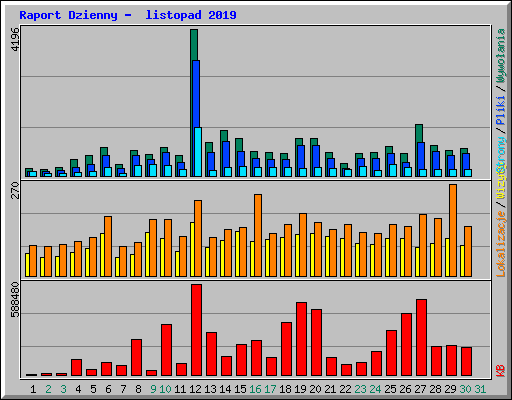 Raport Dzienny -  listopad 2019
4196
270
588480
Wywołania / Pliki / Strony
Lokalizacje / Wizyt
KB
1 2 3 4 5 6 7 8 9 10 11 12 13 14 15 16 17 18 19 20 21 22 23 24 25 26 27 28 29 30 31